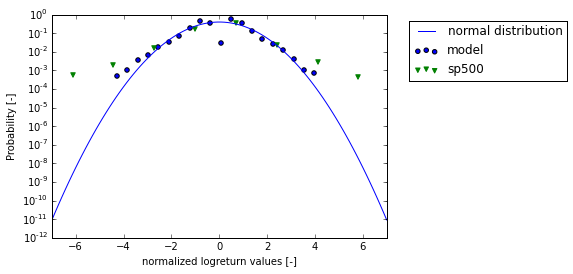 10^0
10^-1
10^-2
10^-3
10^-4
10^-5
10^-6
10^-7
10^-8
10^-9
10^-10
10^-11
10^-12
Probability [-]
−6 −4 −2 0 2 4 6
normalized logreturn values [-]
normal distribution
model
sp500